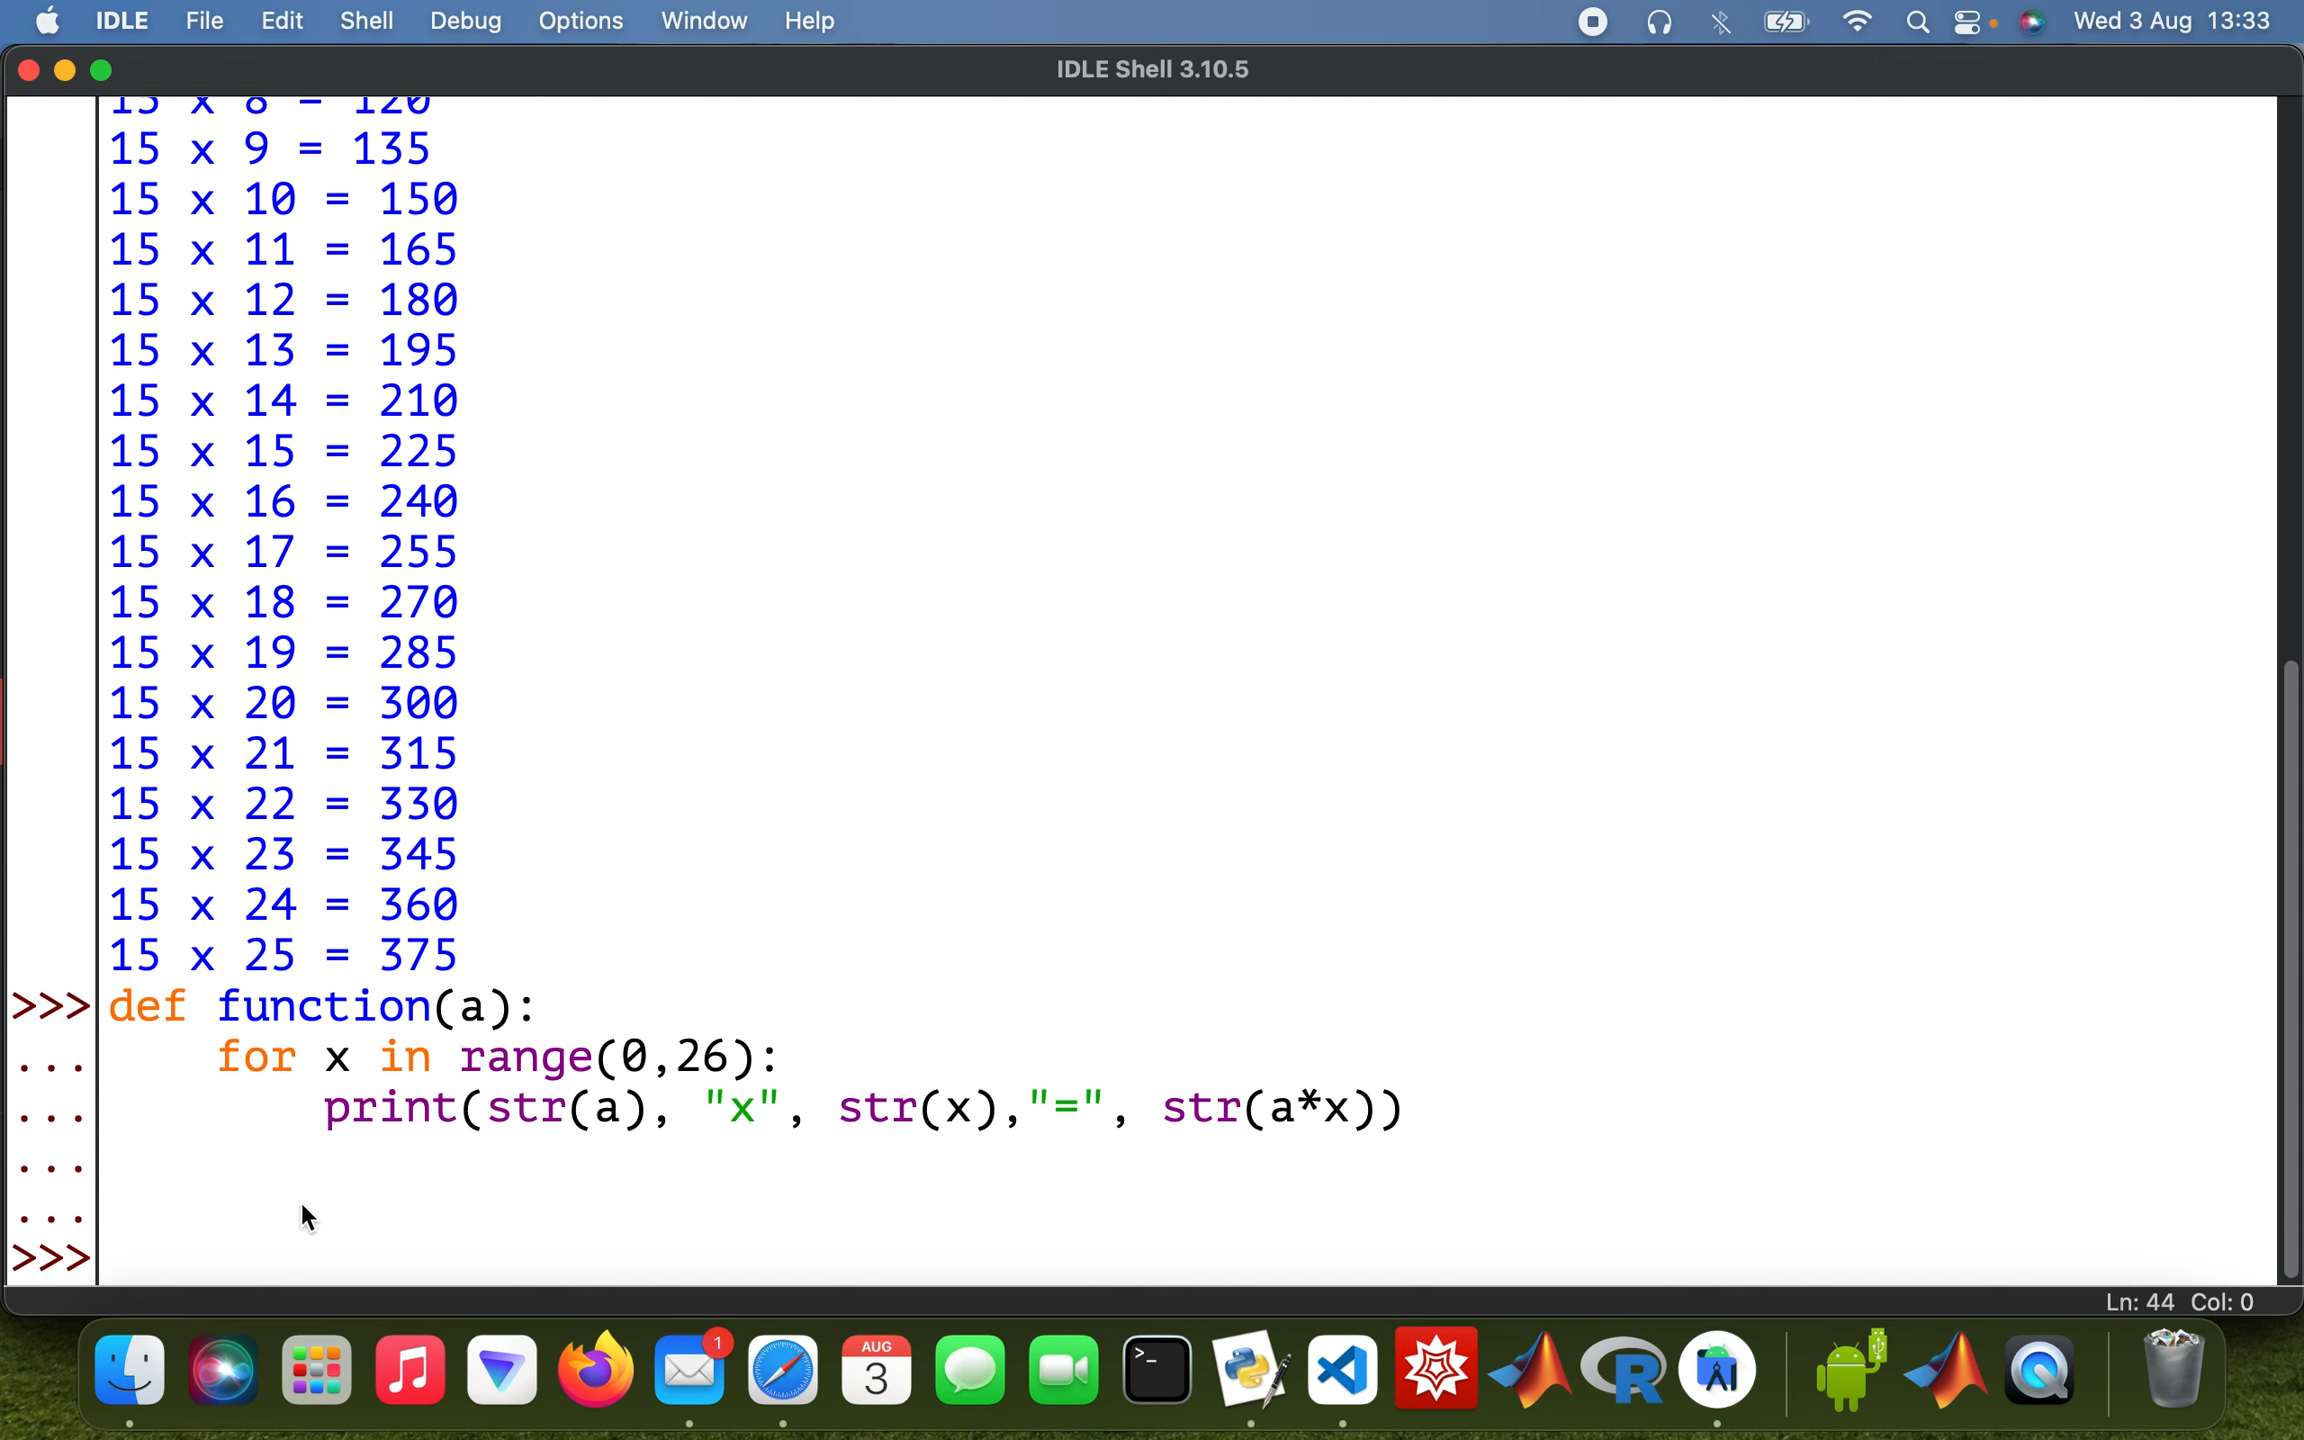 IDLE File Edit Shell Debug Options Window Help Wed 3 Aug 13:33
IDLE Shell 3.10.5
15 x 8 = 120
15 x 9 = 135
15 x 10 = 150
15 x 11 = 165
15 x 12 = 180
15 x 13 = 195
15 x 14 = 210
15 x 15 = 225
15 x 16 = 240
15 x 17 = 255
15 x 18 = 270
15 x 19 = 285
15 x 20 = 300
15 x 21 = 315
15 x 22 = 330
15 x 23 = 345
15 x 24 = 360
15 x 25 = 375
>>> def function(a):
... for x in range(0,26):
... print(str(a), "x", str(x),"=", str(a*x))
...
...
>>>
Ln: 44 Col: 0
1
AUG
3
>_
R